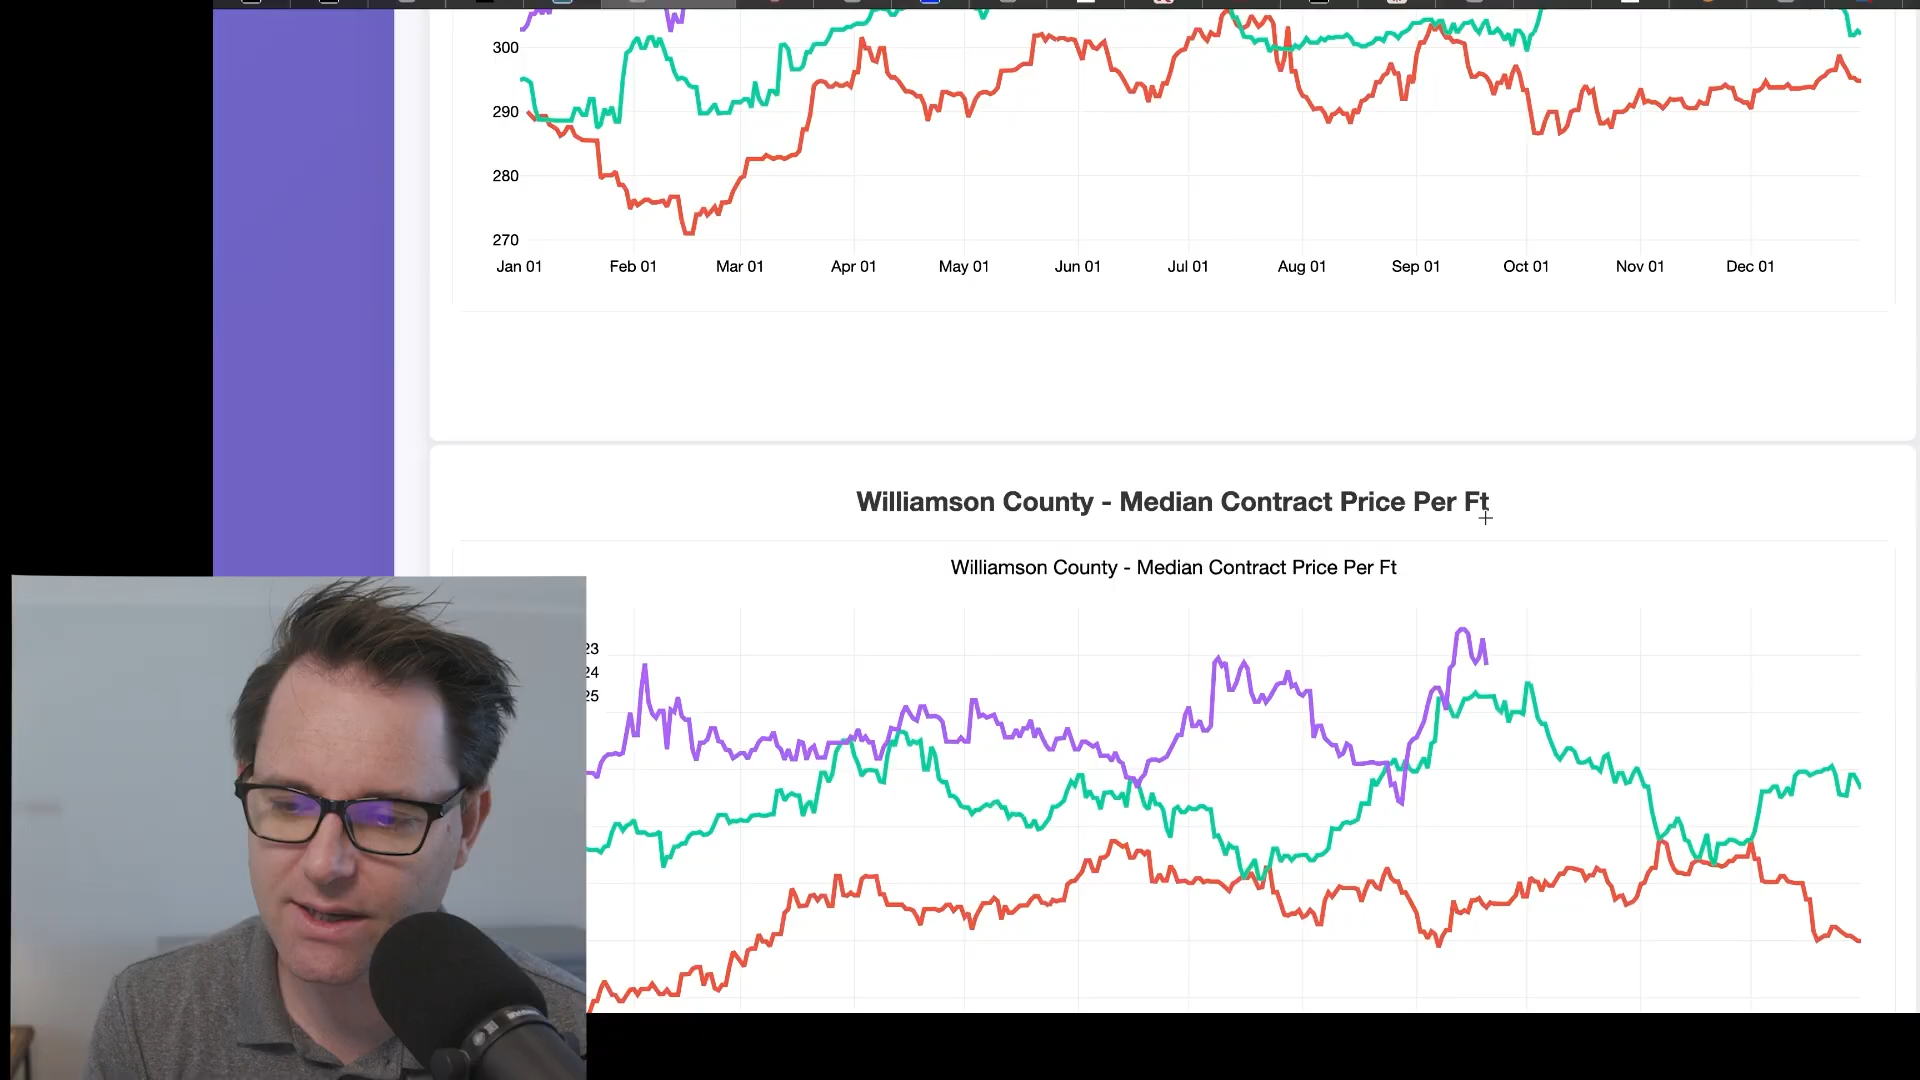 300
290
280
270
Jan 01 Feb 01 Mar 01 Apr 01 May 01 Jun 01 Jul 01 Aug 01 Sep 01 Oct 01 Nov 01 Dec 01
Williamson County - Median Contract Price Per Ft
Williamson County - Median Contract Price Per Ft
23
24
25